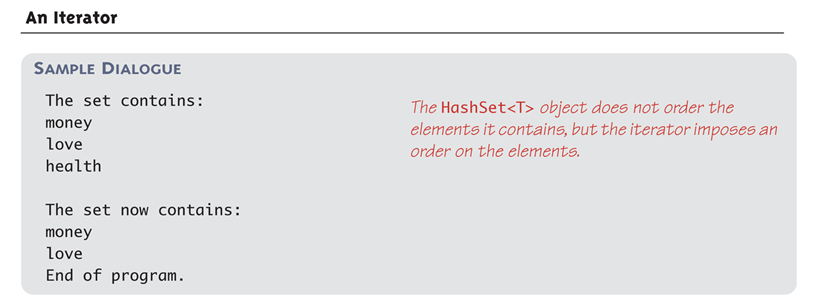 An Iterator
SAMPLE DIALOGUE
The set contains:
money
love
health
The HashSet<T> object does not order the
elements it contains, but the iterator imposes an
order on the elements.
The set now contains:
money
love
End of program.